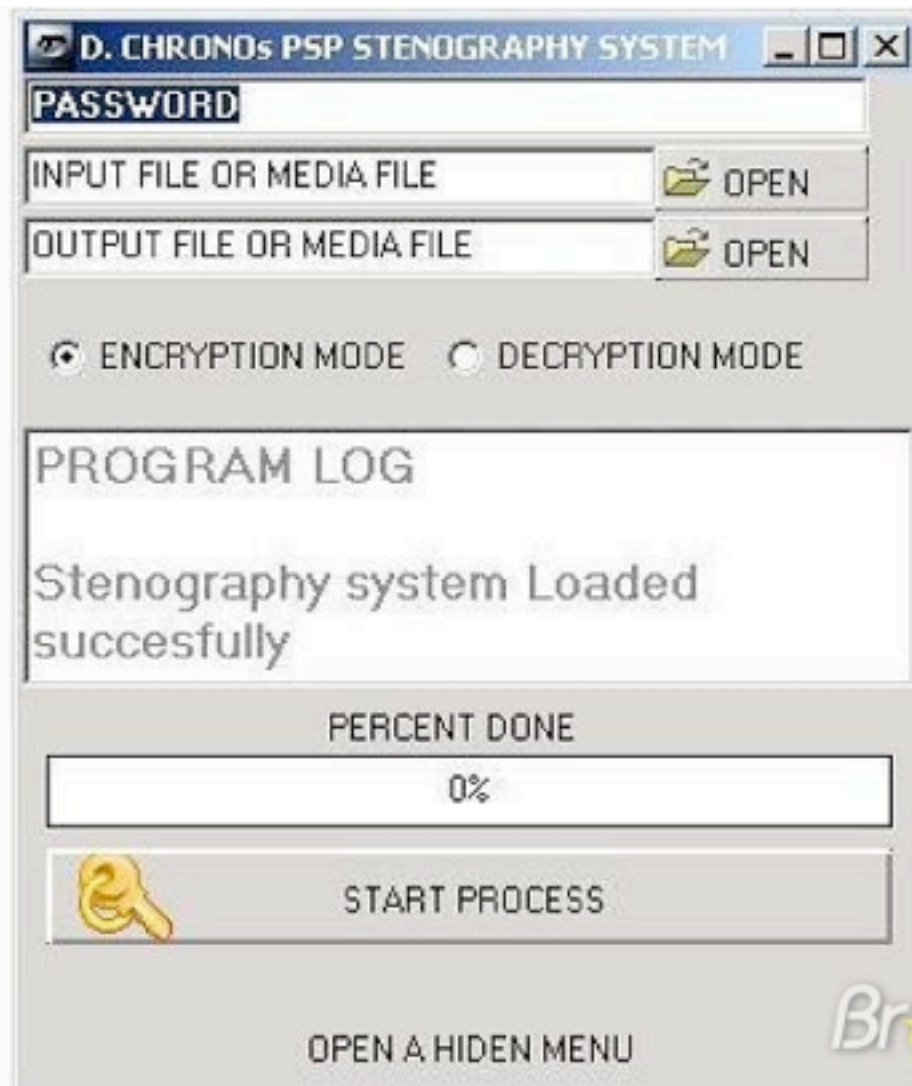 D. CHRONOs PSP STENOGRAPHY SYSTEM
PASSWORD
INPUT FILE OR MEDIA FILE
OPEN
OUTPUT FILE OR MEDIA FILE
OPEN
ENCRYPTION MODE DECRYPTION MODE
PROGRAM LOG
Stenography system Loaded
succesfully
PERCENT DONE
0%
START PROCESS
Br
OPEN A HIDEN MENU